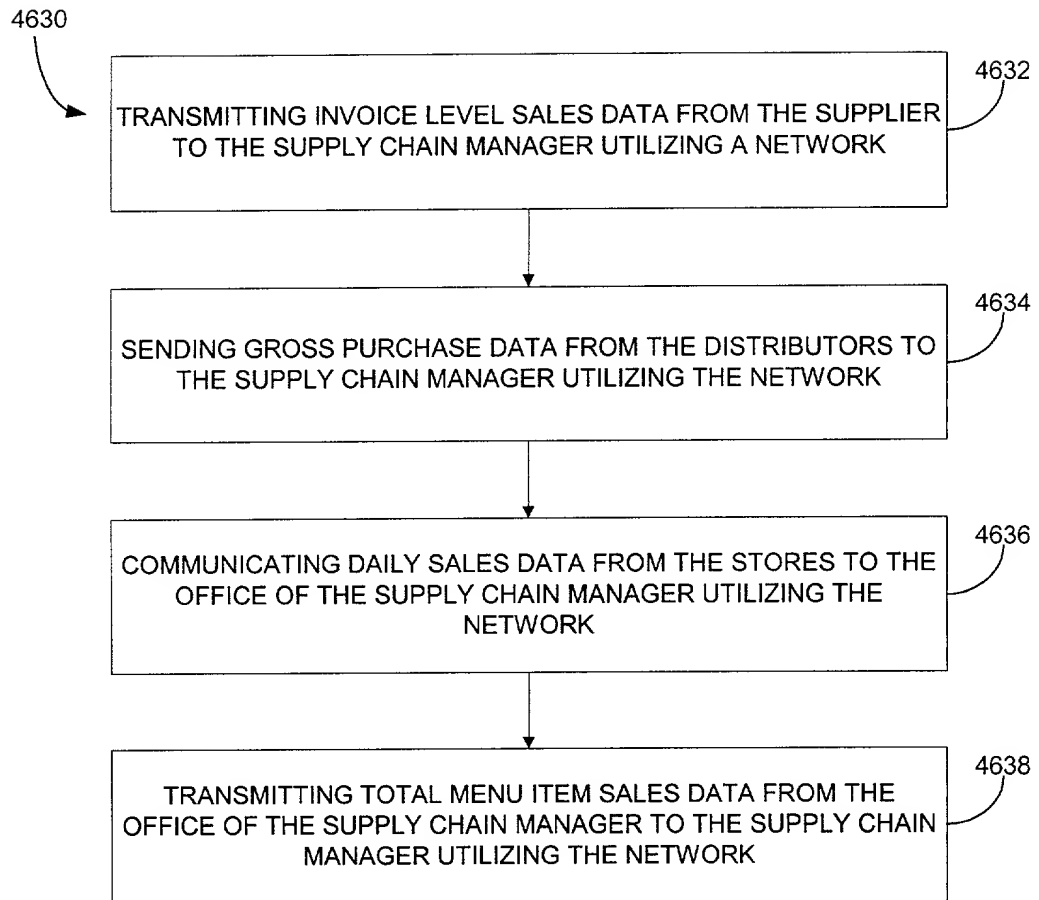 4630
4632
TRANSMITTING INVOICE LEVEL SALES DATA FROM THE SUPPLIER
TO THE SUPPLY CHAIN MANAGER UTILIZING A NETWORK
4634
SENDING GROSS PURCHASE DATA FROM THE DISTRIBUTORS TO
THE SUPPLY CHAIN MANAGER UTILIZING THE NETWORK
4636
COMMUNICATING DAILY SALES DATA FROM THE STORES TO THE
OFFICE OF THE SUPPLY CHAIN MANAGER UTILIZING THE
NETWORK
4638
TRANSMITTING TOTAL MENU ITEM SALES DATA FROM THE
OFFICE OF THE SUPPLY CHAIN MANAGER TO THE SUPPLY CHAIN
MANAGER UTILIZING THE NETWORK